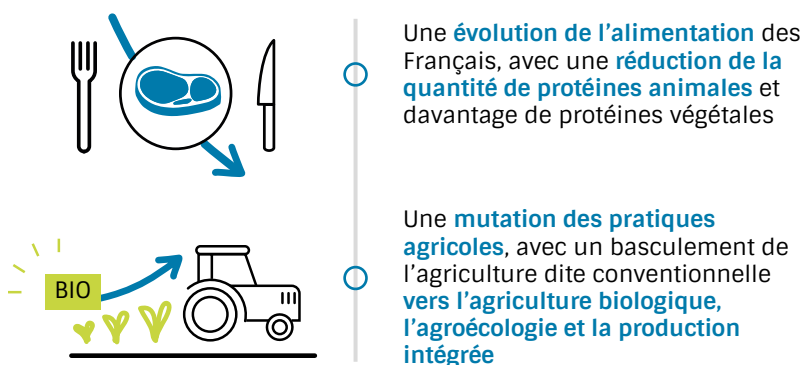 Une évolution de l’alimentation des
Français, avec une réduction de la
quantité de protéines animales et
davantage de protéines végétales
BIO
Une mutation des pratiques
agricoles, avec un basculement de
l’agriculture dite conventionnelle
vers l’agriculture biologique,
l’agroécologie et la production
intégrée